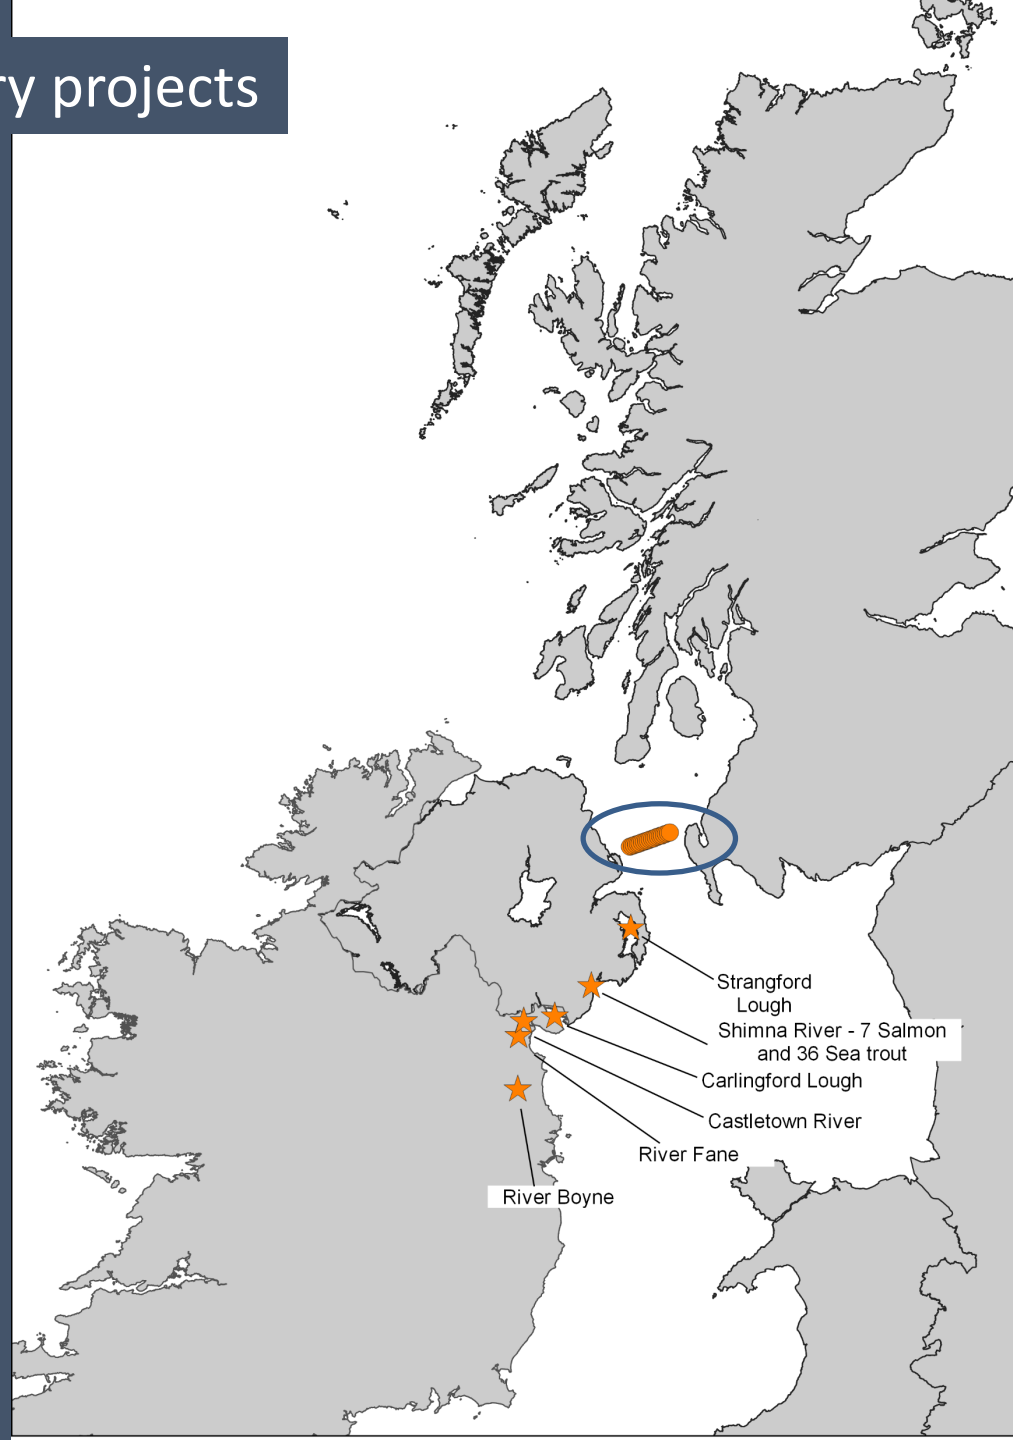 ry projects
Strangford
Lough
Shimna River - 7 Salmon
and 36 Sea trout
Carlingford Lough
Castletown River
River Fane
River Boyne